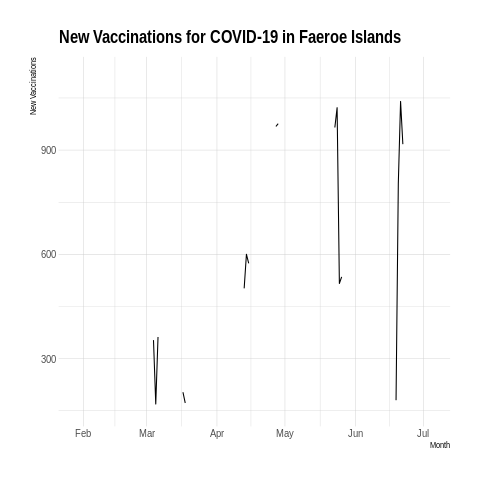 New Vaccinations for COVID-19 in Faeroe Islands
New Vaccinations
900
600
300
Feb Mar Apr May Jun Jul
Month